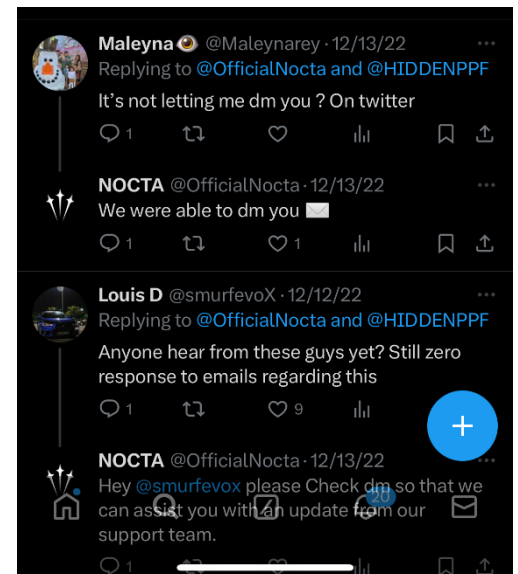 Maleyna👁 @Maleynarey · 12/13/22
Replying to @OfficialNocta and @HIDDENPPF
It's not letting me dm you ? On twitter
1
NOCTA @OfficialNocta · 12/13/22
We were able to dm you ✉️
1 1
Louis D @smurfevoX · 12/12/22
Replying to @OfficialNocta and @HIDDENPPF
Anyone hear from these guys yet? Still zero
response to emails regarding this
1 9
NOCTA @OfficialNocta · 12/13/22
Hey @smurfevox please Check dm so that we
can assist you with an update from our
20
support team.
1